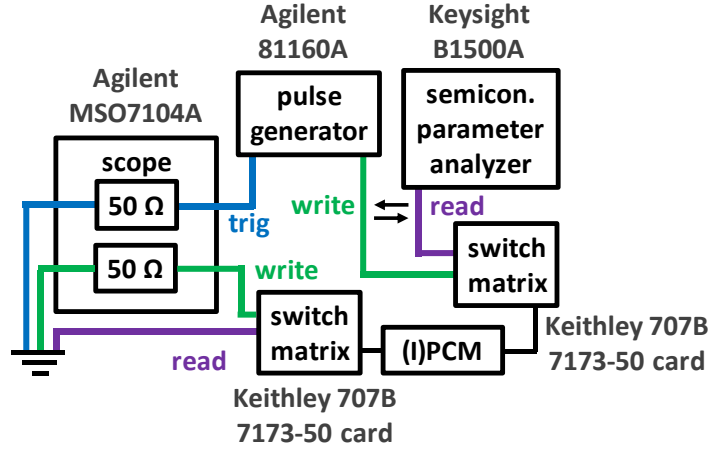 Agilent
81160A
Keysight
B1500A
Agilent
MSO7104A
pulse
generator
semicon.
parameter
analyzer
scope
50 Ω
trig
write
read
50 Ω
write
switch
matrix
switch
matrix
(I)PCM
read
Keithley 707B
7173-50 card
Keithley 707B
7173-50 card